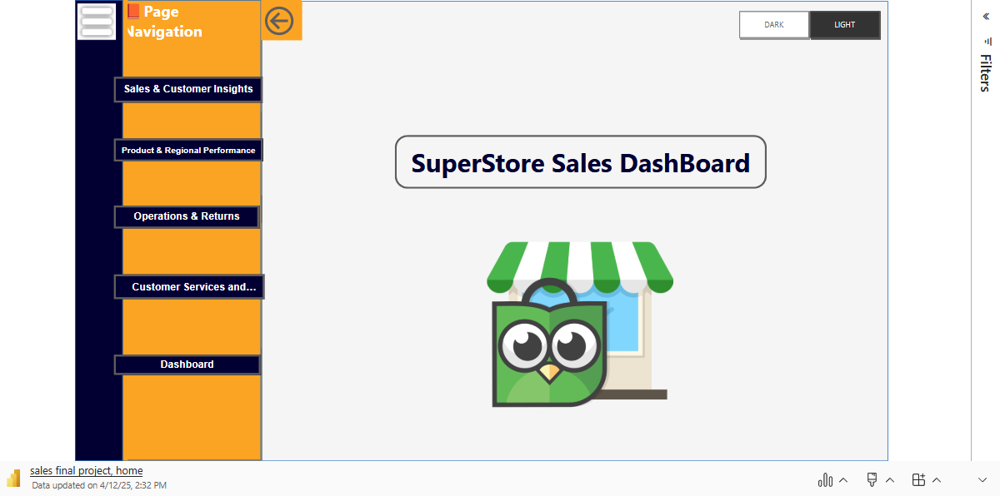 Page
Navigation
DARK
LIGHT
Filters
Sales & Customer Insights
SuperStore Sales DashBoard
Product & Regional Performance
Operations & Returns
Customer Services and...
Dashboard
sales final project, home
Data updated on 4/12/25, 2:32 PM